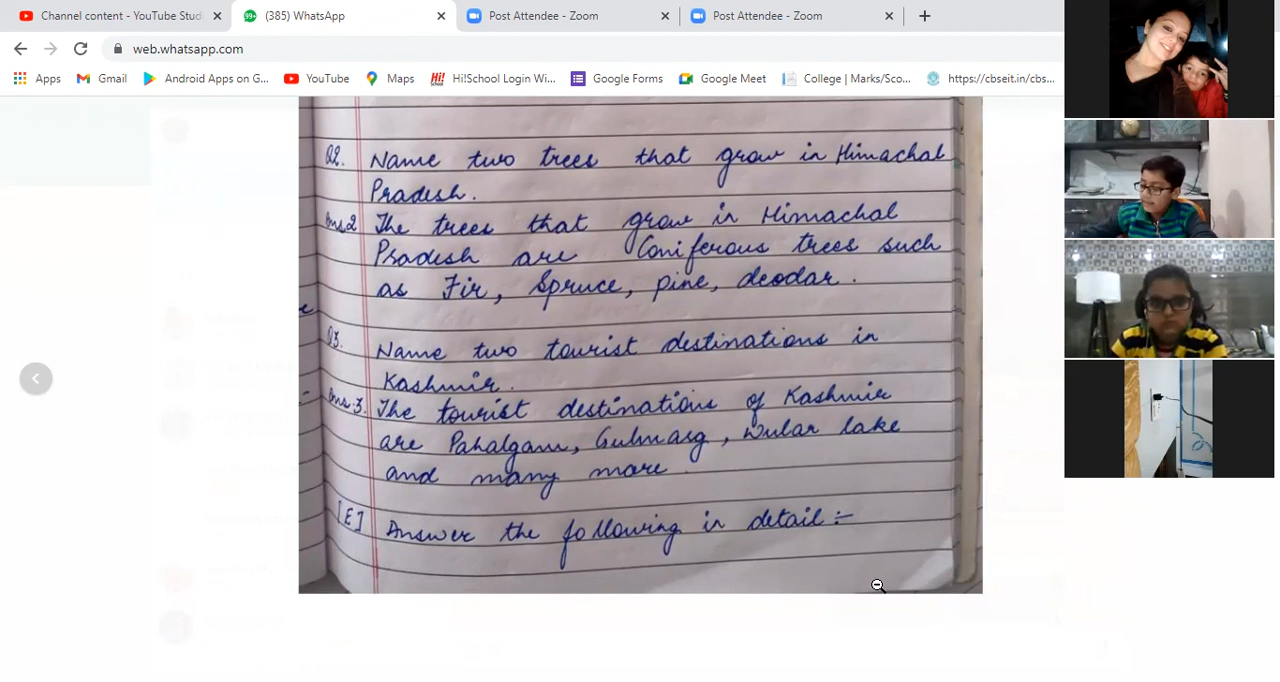 Channel content - YouTube Stud
(385) WhatsApp
Post Attendee - Zoom
Post Attendee - Zoom
web.whatsapp.com
Apps
Gmail
Android Apps on G...
YouTube
Maps
Hi!School Login Wi...
Google Forms
Google Meet
College | Marks/Sco...
https://cbseit.in/cbs...
Q2. Name two trees that grow in Himachal
Pradesh.
Ans2 The trees that grow in Himachal
Pradesh are Coniferous trees such
as Fir, Spruce, pine, deodar.
Q3. Name two tourist destinations in
Kashmir.
Ans:3. The tourist destinations of Kashmir
are Pahalgam, Gulmarg, Wular lake
and many more.
[E] Answer the following in detail :-